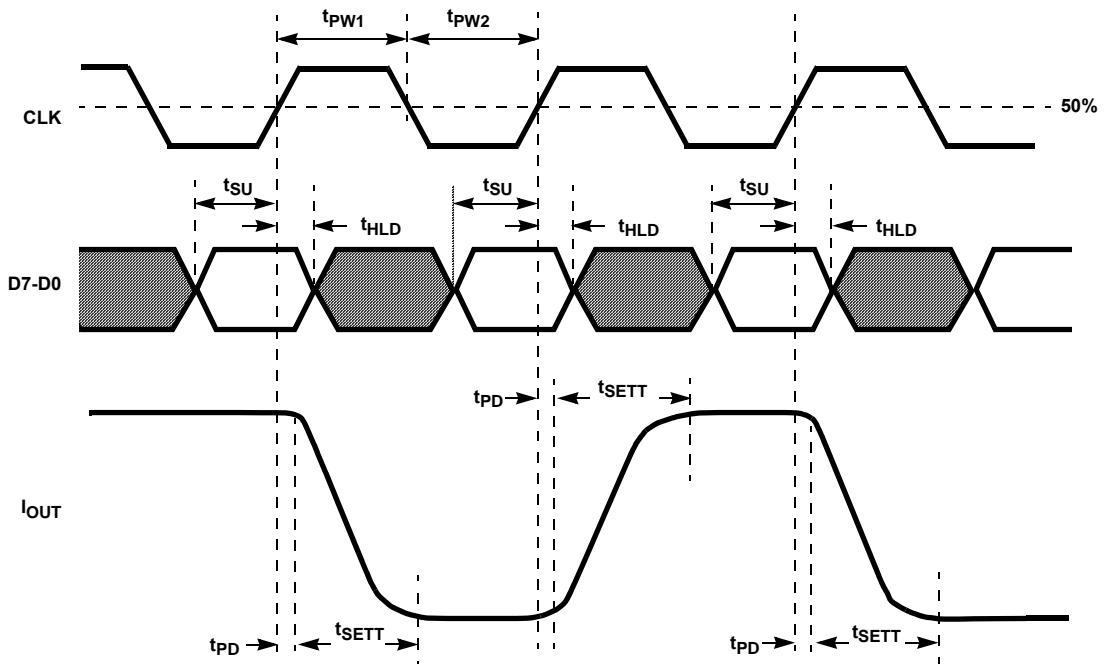 tPW1 tPW2
CLK
50%
tSU tSU tSU
tHLD tHLD tHLD
D7-D0
tPD tSETT
IOUT
tPD tSETT tPD tSETT